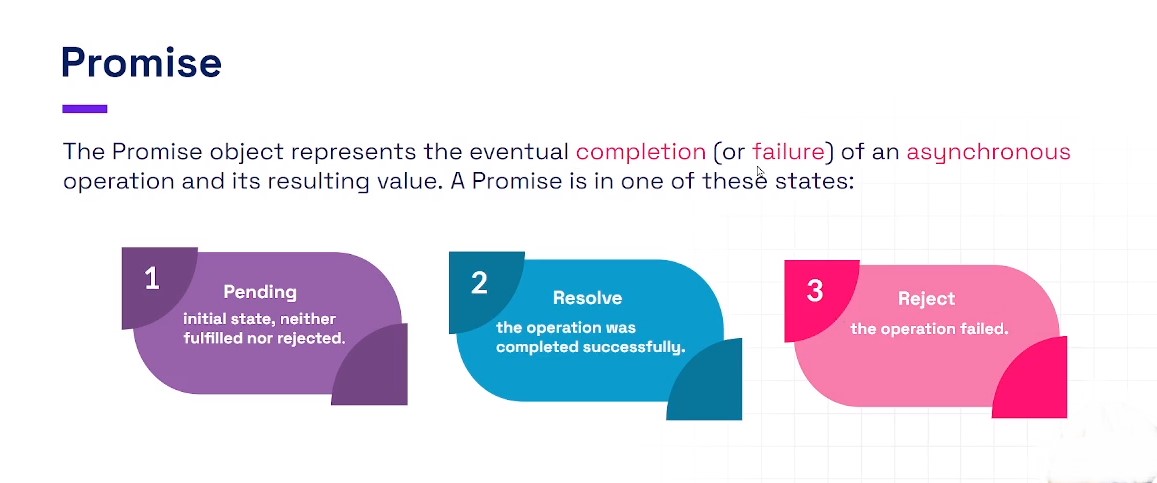 Promise
The Promise object represents the eventual completion (or failure) of an asynchronous
operation and its resulting value. A Promise is in one of these states:
1
Pending
initial state, neither
fulfilled nor rejected.
2
Resolve
the operation was
completed successfully.
3
Reject
the operation failed.